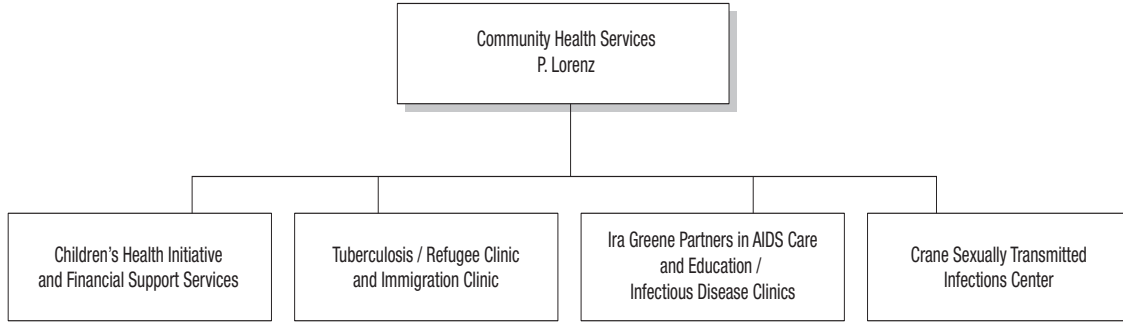 Community Health Services
P. Lorenz
Children's Health Initiative
and Financial Support Services
Tuberculosis / Refugee Clinic
and Immigration Clinic
Ira Greene Partners in AIDS Care
and Education /
Infectious Disease Clinics
Crane Sexually Transmitted
Infections Center